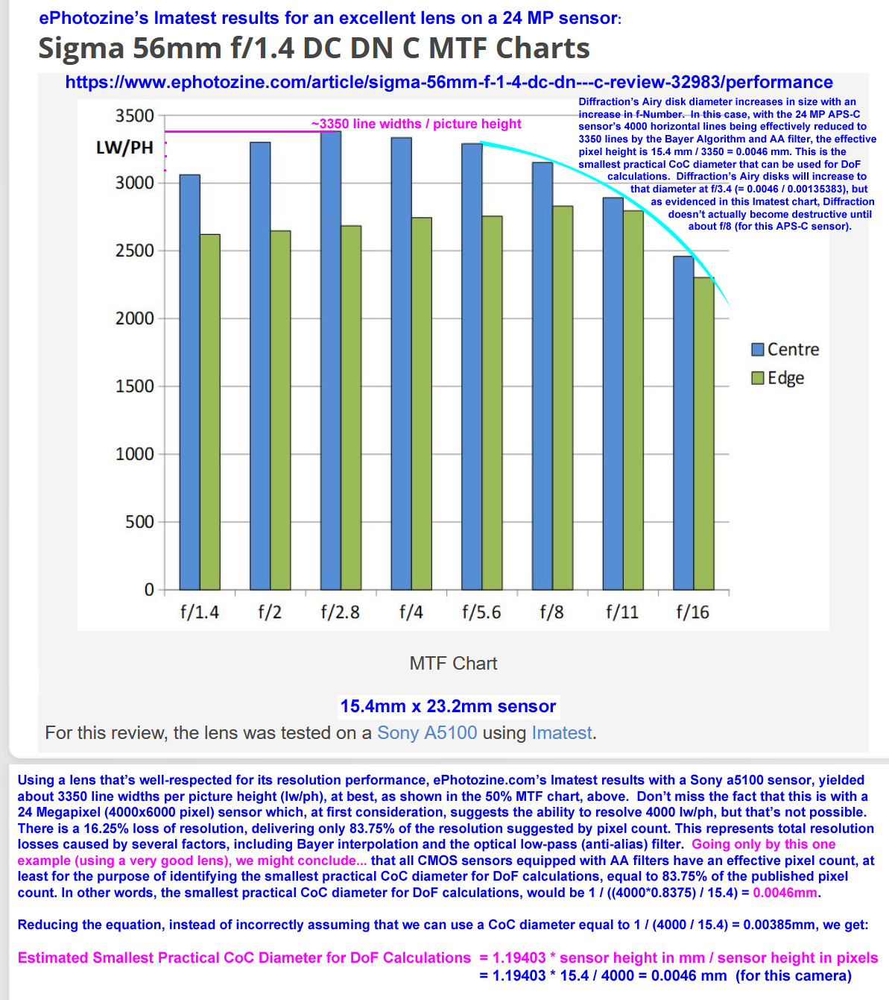 ePhotozine's Imatest results for an excellent lens on a 24 MP sensor:
Sigma 56mm f/1.4 DC DN C MTF Charts
https://www.ephotozine.com/article/sigma-56mm-f-1-4-dc-dn---c-review-32983/performance
Diffraction's Airy disk diameter increases in size with an
increase in f-Number. In this case, with the 24 MP APS-C
sensor's 4000 horizontal lines being effectively reduced to
3350 lines by the Bayer Algorithm and AA filter, the effective
pixel height is 15.4 mm / 3350 = 0.0046 mm. This is the
smallest practical CoC diameter that can be used for DoF
calculations. Diffraction's Airy disks will increase to
that diameter at f/3.4 (= 0.0046 / 0.00135383), but
as evidenced in this Imatest chart, Diffraction
doesn't actually become destructive until
about f/8 (for this APS-C sensor).
~3350 line widths / picture height
3500
LW/PH
3000
2500
2000
1500
1000
500
0
f/1.4 f/2 f/2.8 f/4 f/5.6 f/8 f/11 f/16
Centre
Edge
MTF Chart
15.4mm x 23.2mm sensor
For this review, the lens was tested on a Sony A5100 using Imatest.
Using a lens that's well-respected for its resolution performance, ePhotozine.com's Imatest results with a Sony a5100 sensor, yielded
about 3350 line widths per picture height (lw/ph), at best, as shown in the 50% MTF chart, above. Don't miss the fact that this is with a
24 Megapixel (4000x6000 pixel) sensor which, at first consideration, suggests the ability to resolve 4000 lw/ph, but that's not possible.
There is a 16.25% loss of resolution, delivering only 83.75% of the resolution suggested by pixel count. This represents total resolution
losses caused by several factors, including Bayer interpolation and the optical low-pass (anti-alias) filter. Going only by this one
example (using a very good lens), we might conclude... that all CMOS sensors equipped with AA filters have an effective pixel count, at
least for the purpose of identifying the smallest practical CoC diameter for DoF calculations, equal to 83.75% of the published pixel
count. In other words, the smallest practical CoC diameter for DoF calculations, would be 1 / ((4000*0.8375) / 15.4) = 0.0046mm.
Reducing the equation, instead of incorrectly assuming that we can use a CoC diameter equal to 1 / (4000 / 15.4) = 0.00385mm, we get:
Estimated Smallest Practical CoC Diameter for DoF Calculations = 1.19403 * sensor height in mm / sensor height in pixels
= 1.19403 * 15.4 / 4000 = 0.0046 mm (for this camera)